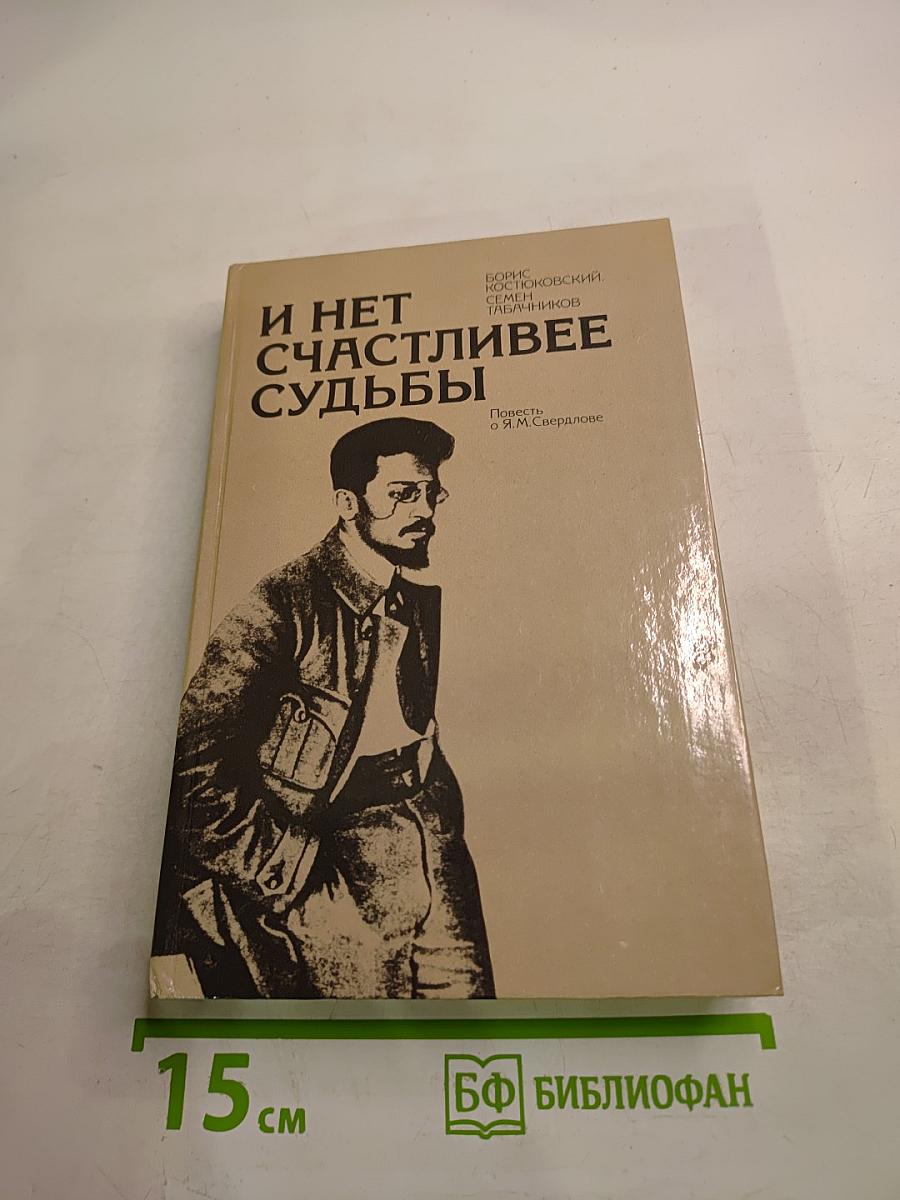 БОРИС
КОСТЮКОВСКИЙ,
СЕМЕН
ТАБАЧНИКОВ
И НЕТ
СЧАСТЛИВЕЕ
СУДЬБЫ
Повесть
о Я.М.Свердлове
15 см
БФ БИБЛИОФАН